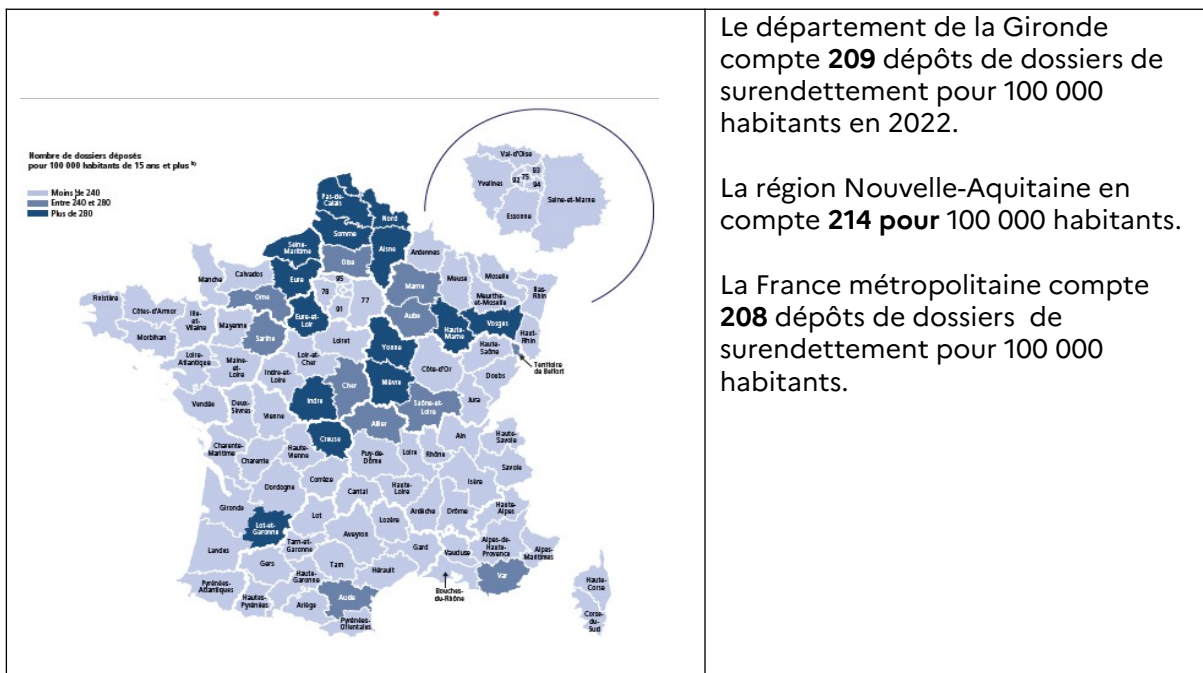 Nombre de dossiers déposés
pour 100 000 habitants de 15 ans et plus b)
Moins de 240
Entre 240 et 280
Plus de 280
Val-d'Oise
93
Yvelines
92
75
94
Seine-et-Marne
Essonne
Pas-de-
Calais
Nord
Somme
Seine-
Maritime
Aisne
Oise
Ardennes
Manche
Calvados
Eure
95
78
77
91
Marne
Meuse
Moselle
Meurthe-
et-Moselle
Bas-
Rhin
Finistère
Côtes-d'Armor
Ille-
et-
Vilaine
Orne
Eure-et-
Loir
Aube
Haute-
Marne
Vosges
Haut-
Rhin
Morbihan
Mayenne
Sarthe
Loiret
Yonne
Haute-
Saône
Territoire
de Belfort
Loire-
Atlantique
Maine-
et-
Loire
Indre-et-
Loire
Loir-et-
Cher
Cher
Nièvre
Côte-d'Or
Doubs
Vendée
Deux-
Sèvres
Vienne
Indre
Allier
Saône-et-
Loire
Jura
Creuse
Ain
Haute-
Savoie
Charente-
Maritime
Charente
Haute-
Vienne
Puy-de-
Dôme
Loire
Rhône
Savoie
Dordogne
Corrèze
Cantal
Haute-
Loire
Isère
Gironde
Lot-et-
Garonne
Lot
Aveyron
Lozère
Ardèche
Drôme
Hautes-
Alpes
Landes
Tarn-et-
Garonne
Gard
Vaucluse
Alpes-de-
Haute-
Provence
Alpes-
Maritimes
Gers
Haute-
Garonne
Tarn
Hérault
Var
Pyrénées-
Atlantiques
Hautes-
Pyrénées
Ariège
Aude
Bouches-
du-Rhône
Pyrénées-
Orientales
Haute-
Corse
Corse-
du-
Sud
Le département de la Gironde
compte 209 dépôts de dossiers de
surendettement pour 100 000
habitants en 2022.
La région Nouvelle-Aquitaine en
compte 214 pour 100 000 habitants.
La France métropolitaine compte
208 dépôts de dossiers de
surendettement pour 100 000
habitants.